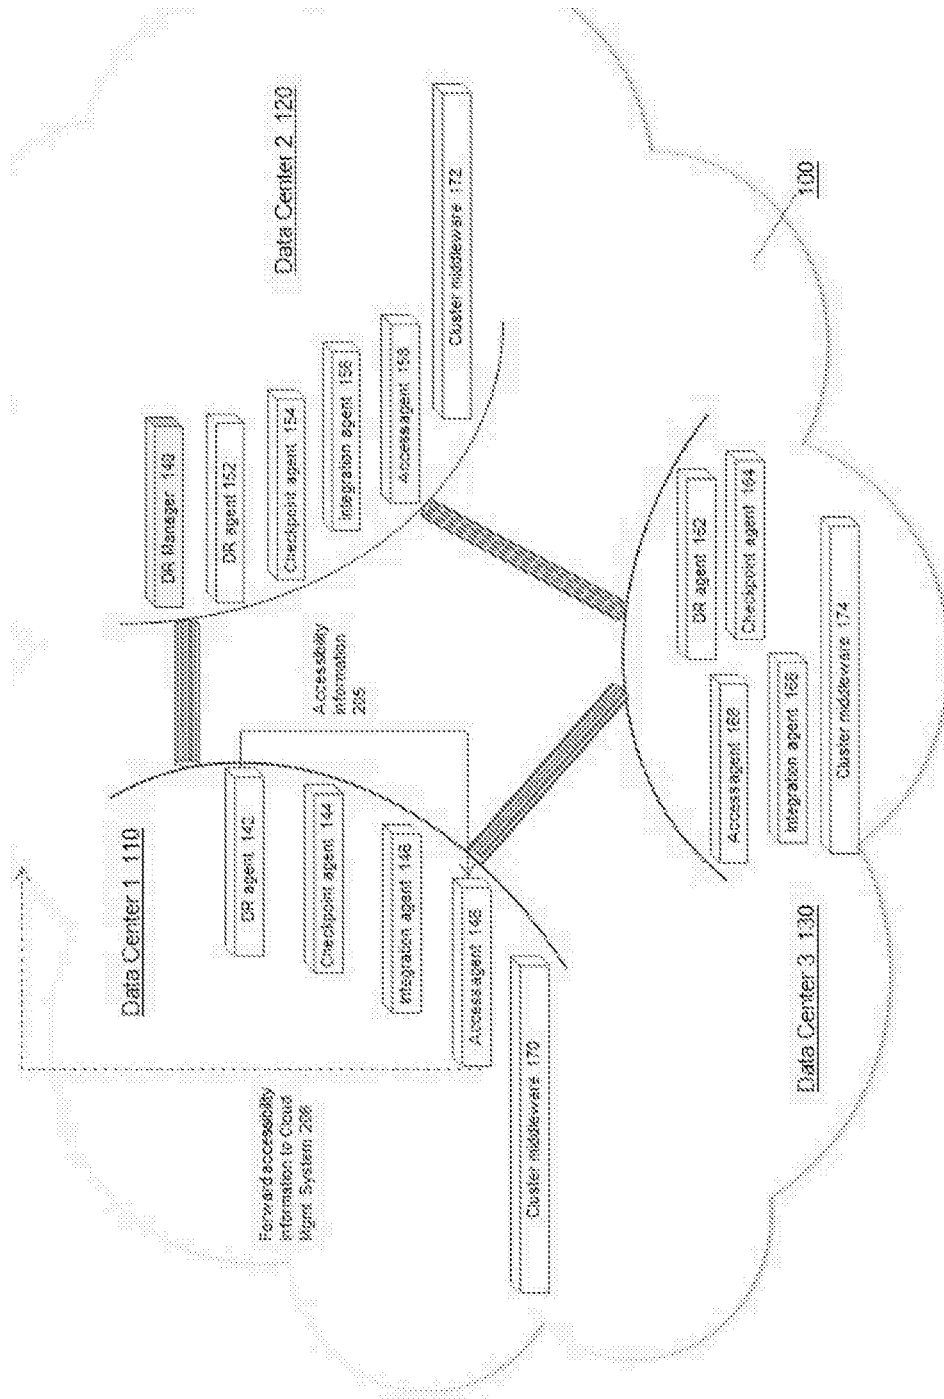 Data Center 1 110
DR agent 142
Checkpoint agent 144
Integration agent 146
Access agent 148
Cluster middleware 170
Forward accessibility
information to Cloud
Mgmt System
Accessibility
information
265
Data Center 2 120
DR Manager 140
DR agent 152
Checkpoint agent 154
Integration agent 156
Access agent 158
Cluster middleware 172
Data Center 3 130
DR agent 162
Checkpoint agent 164
Access agent 168
Integration agent 166
Cluster middleware 174
100